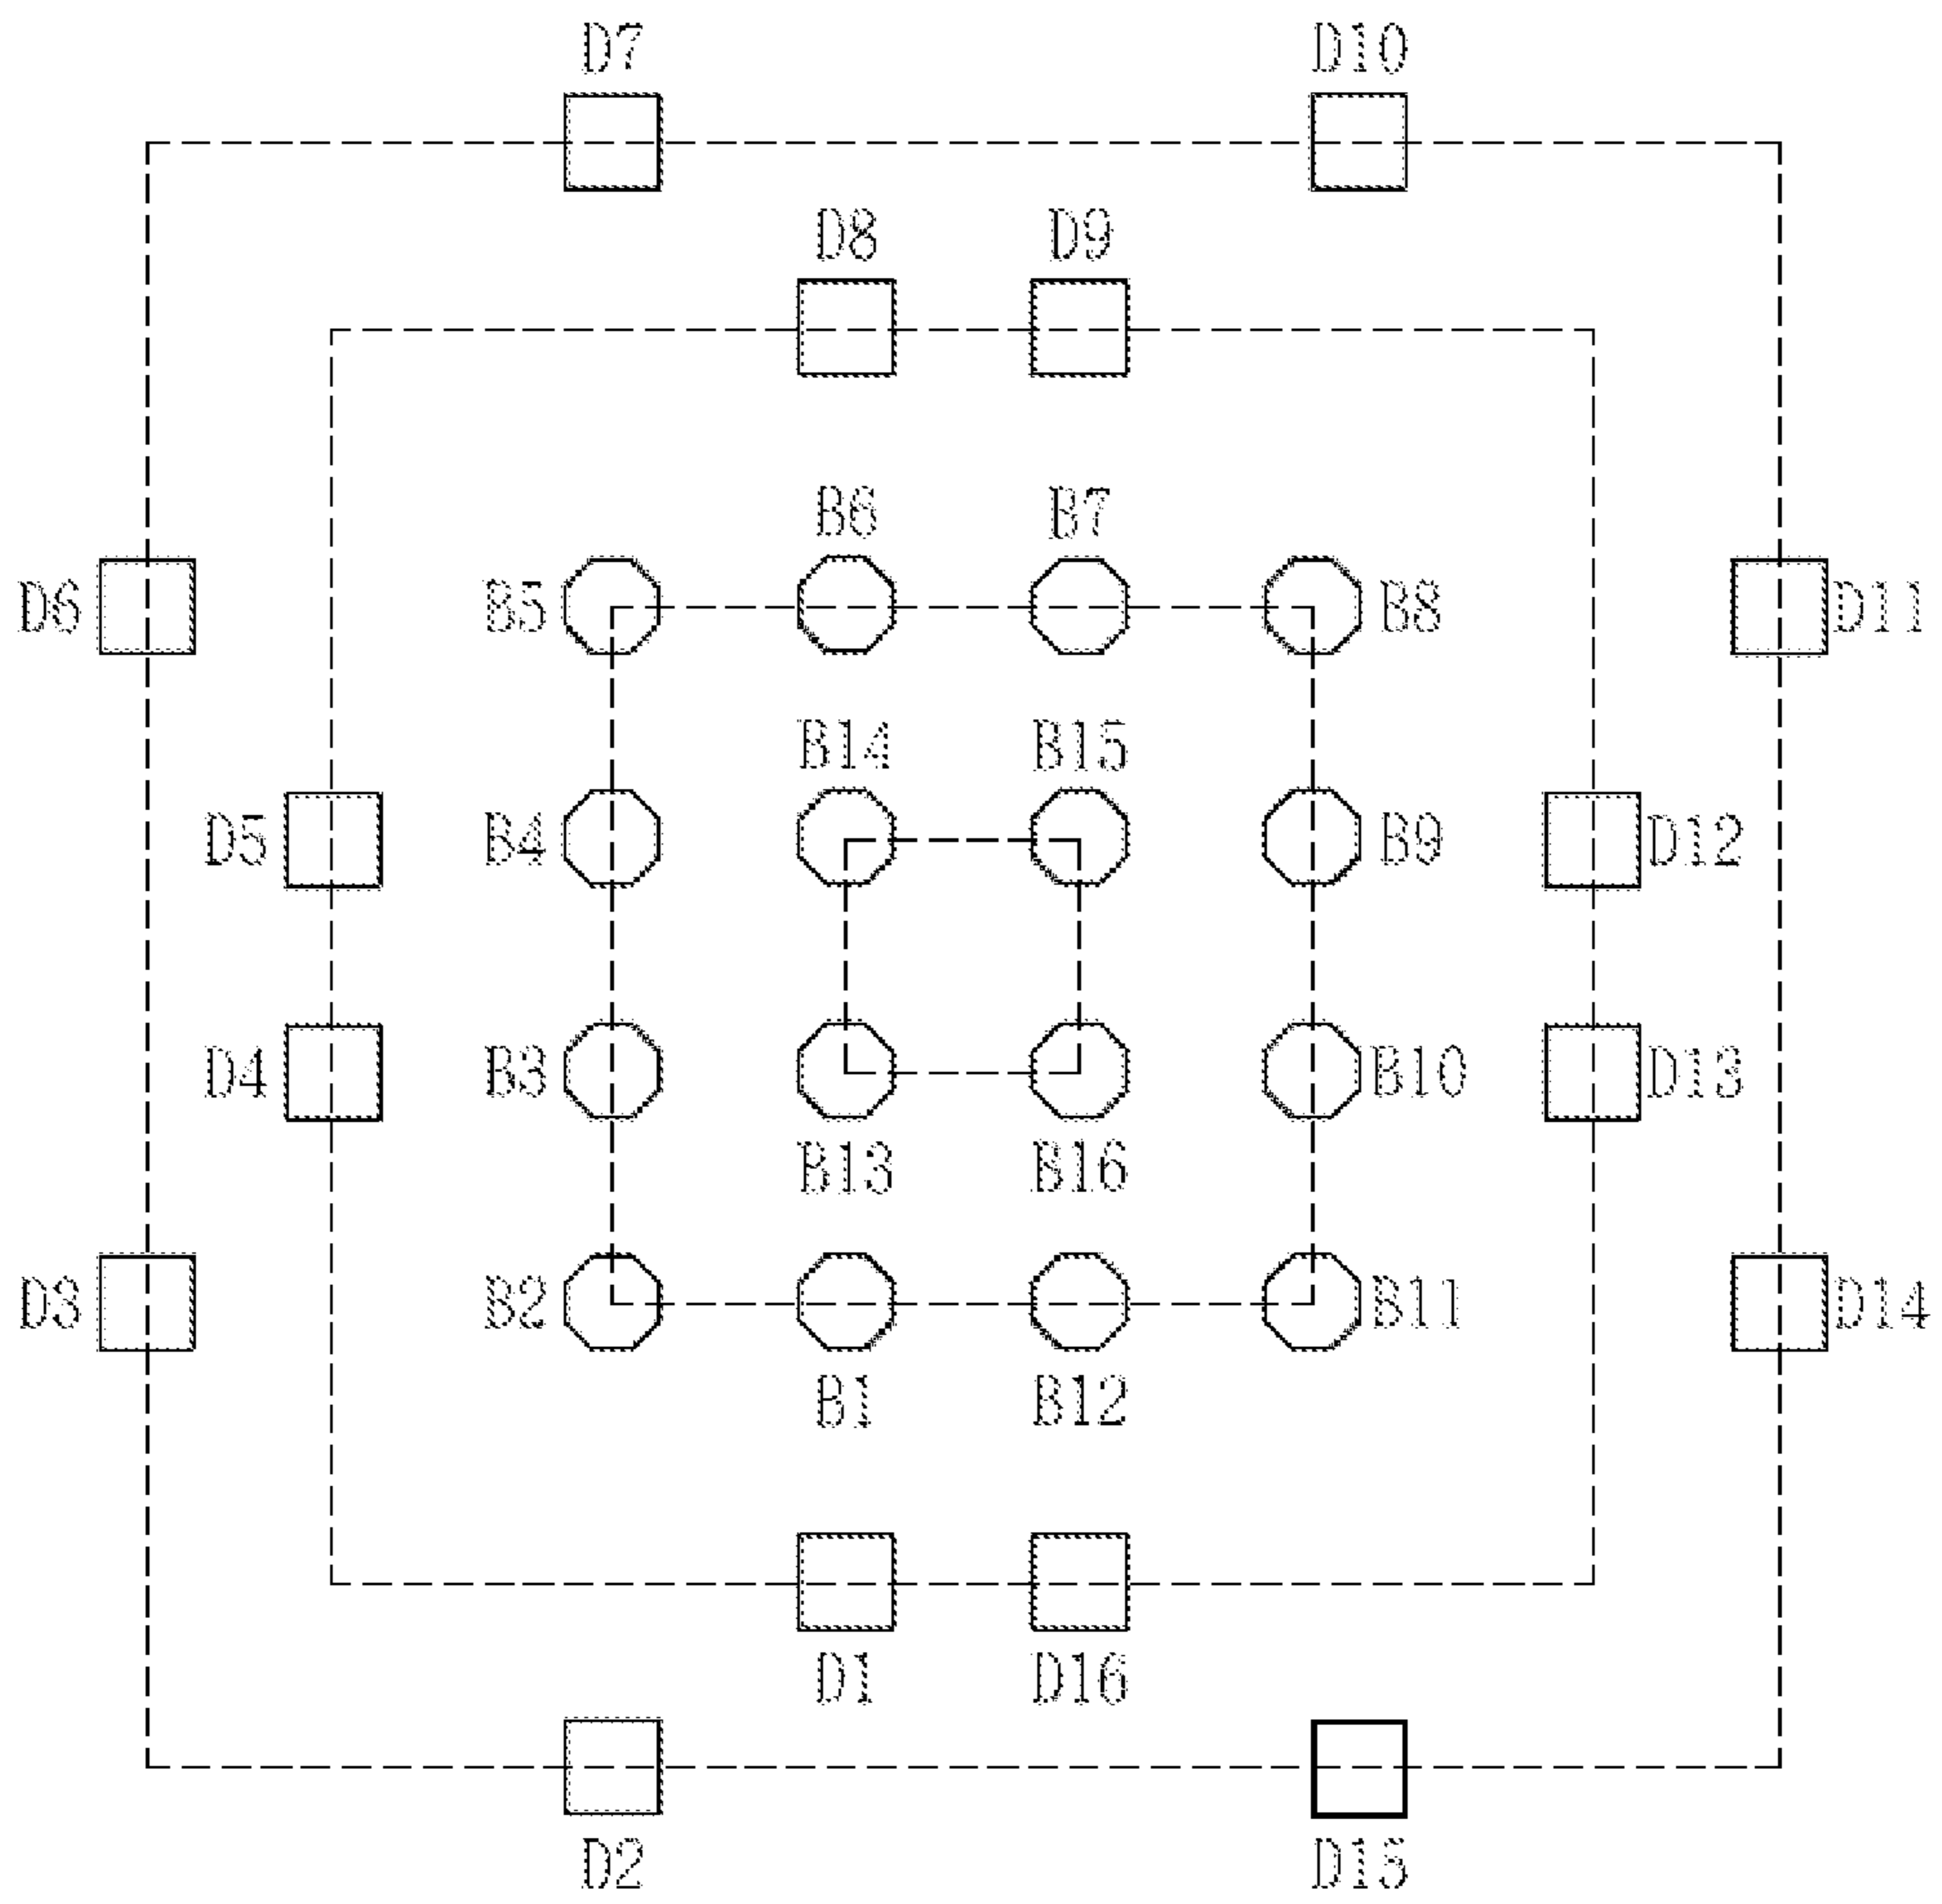 D7 D10
D8 D9
B6 B7
D6 B5 B8 D11
B14 B15
D5 B4 B9 D12
D4 B3 B10 D13
B13 B16
D3 B2 B11 D14
B1 B12
D1 D16
D2 D15